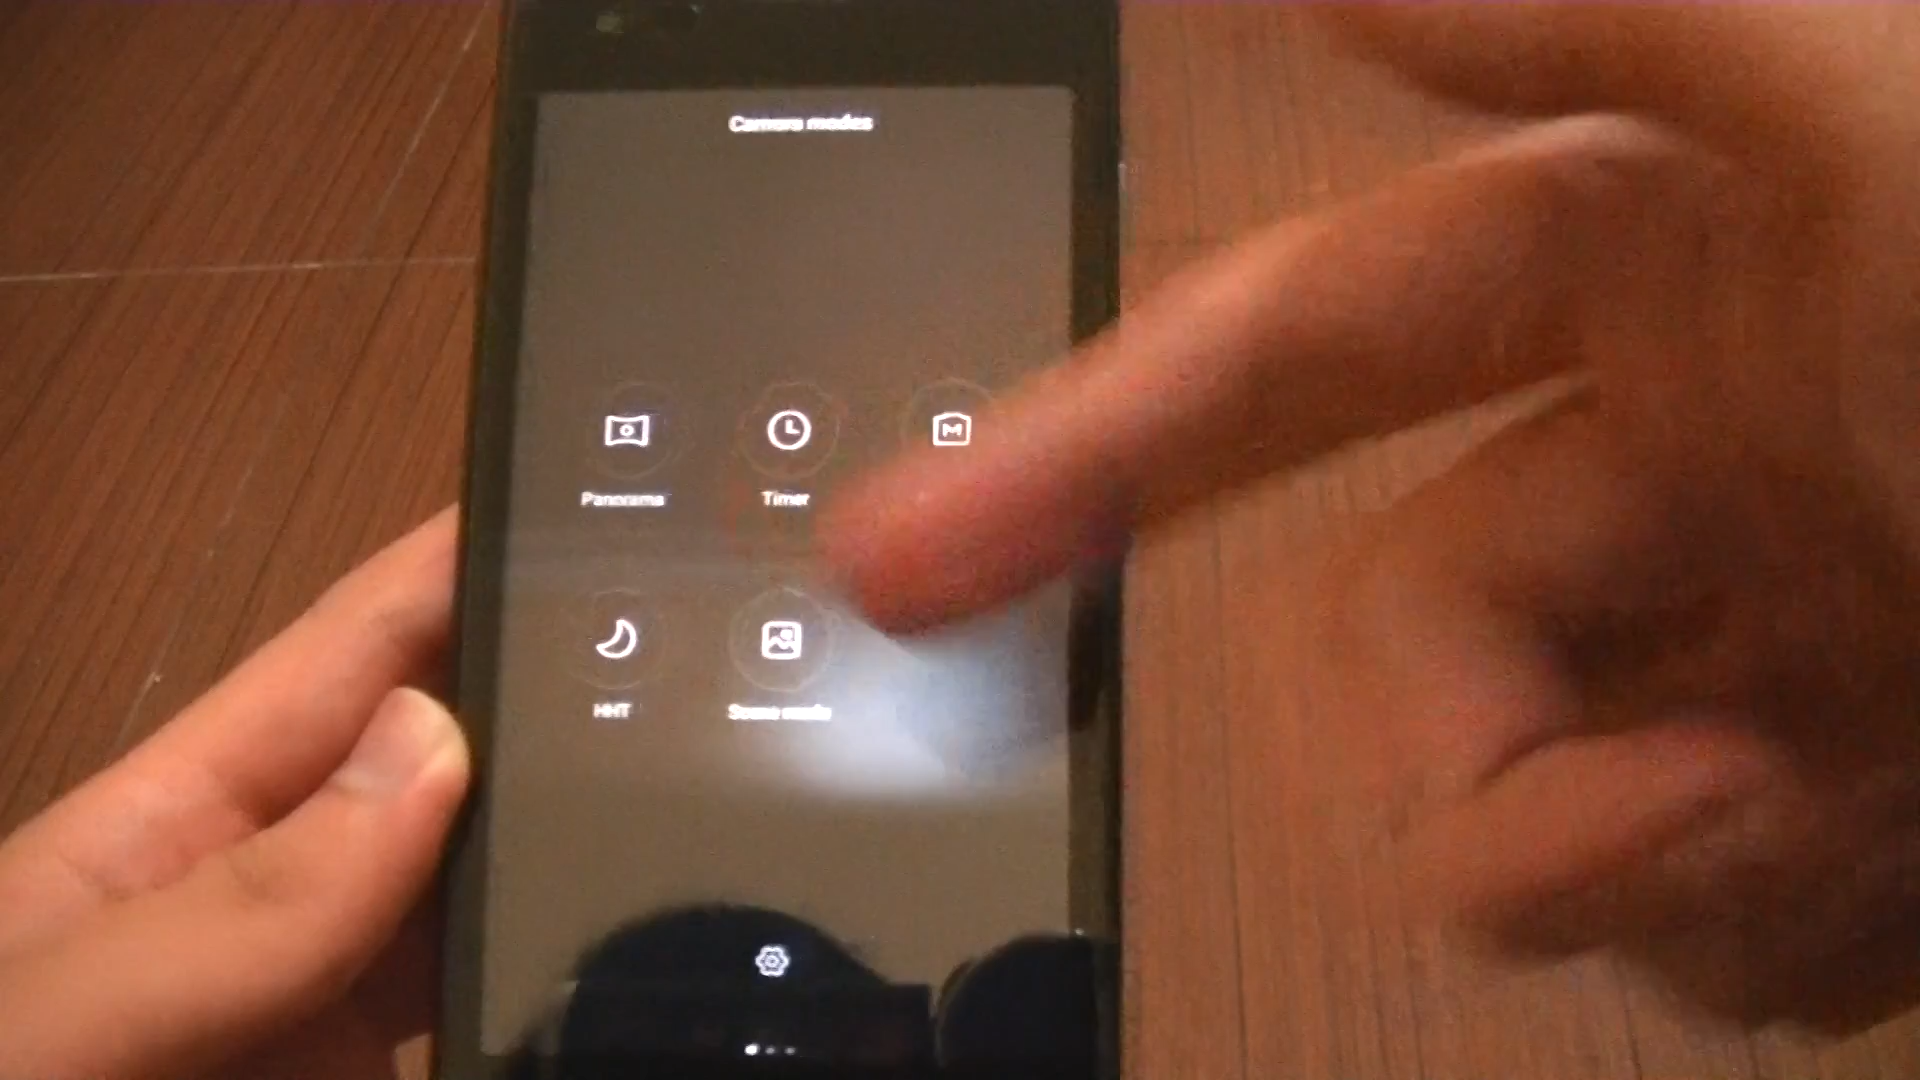 Camera modes
M
Panorama
Timer
HHT
Scene mode